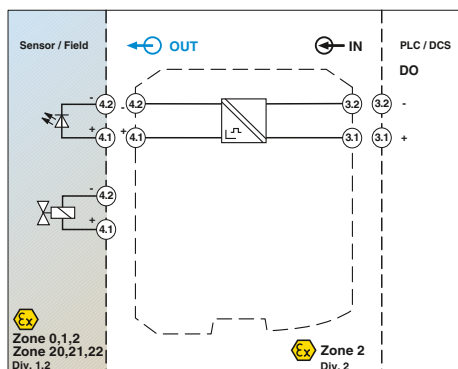 Sensor / Field
OUT
IN
PLC / DCS
DO
- 4.2 - 4.2 3.2 3.2 -
+ 4.1 + 4.1 3.1 3.1 +
- 4.2
+ 4.1
Ex
Zone 0,1,2
Zone 20,21,22
Div. 1,2
Ex Zone 2
Div. 2